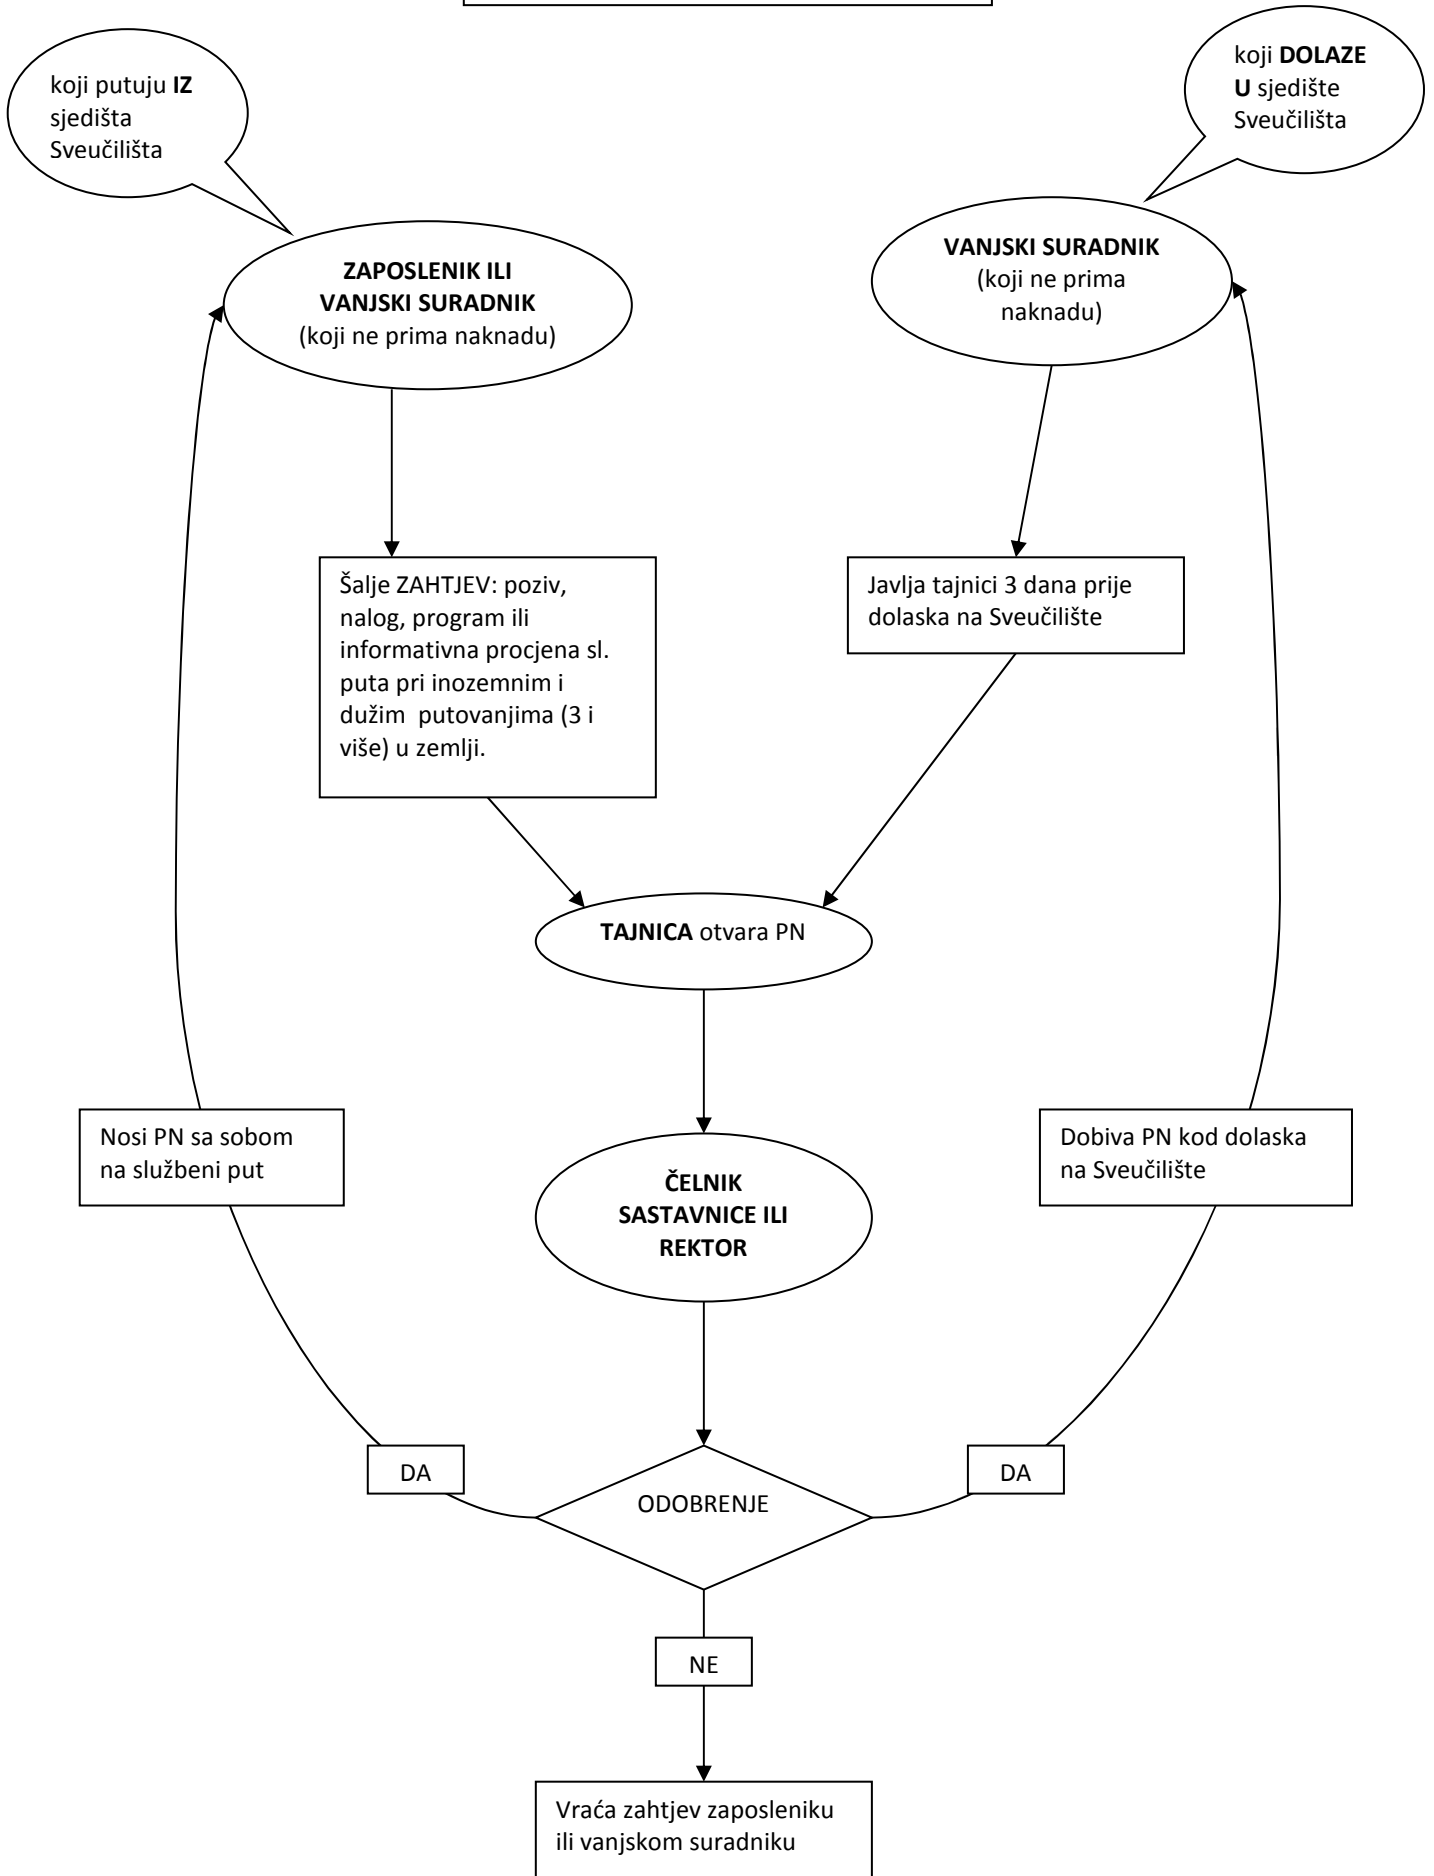 koji putuju IZ
sjedišta
Sveučilišta
koji DOLAZE
U sjedište
Sveučilišta
ZAPOSLENIK ILI
VANJSKI SURADNIK
(koji ne prima naknadu)
VANJSKI SURADNIK
(koji ne prima
naknadu)
Šalje ZAHTJEV: poziv,
nalog, program ili
informativna procjena sl.
puta pri inozemnim i
dužim  putovanjima (3 i
više) u zemlji.
Javlja tajnici 3 dana prije
dolaska na Sveučilište
TAJNICA otvara PN
Nosi PN sa sobom
na službeni put
Dobiva PN kod dolaska
na Sveučilište
ČELNIK
SASTAVNICE ILI
REKTOR
DA
DA
ODOBRENJE
NE
Vraća zahtjev zaposleniku
ili vanjskom suradniku